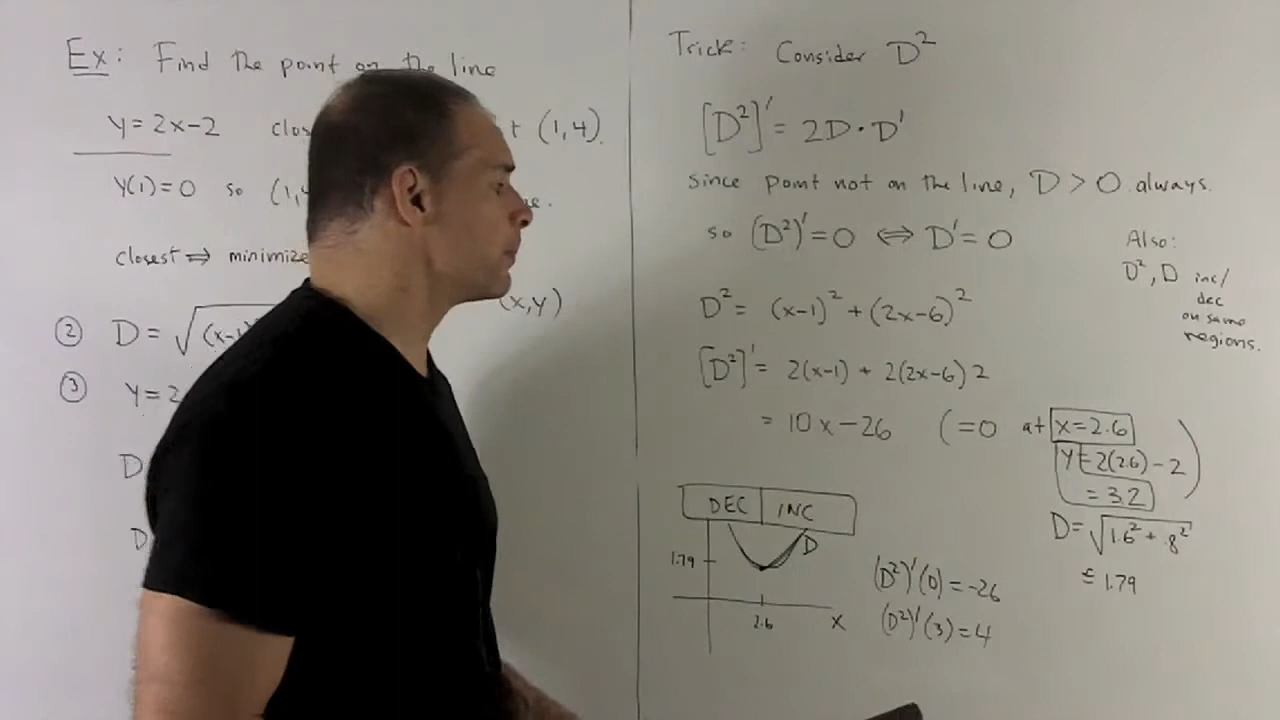 Ex: Find the point on the line
y = 2x-2 clos t (1,4).
y(1)=0 so (1,4 e.
closest ⇒ minimize (x,y)
② D = √(x-1)
③ y = 2
D
D
Trick: Consider D²
[D²]' = 2D · D'
since point not on the line, D > 0 always.
so (D²)' = 0 ⇔ D' = 0
Also:
D², D inc/
dec
on same
regions.
D² = (x-1)² + (2x-6)²
[D²]' = 2(x-1) + 2(2x-6)2
= 10x-26 (=0 at x=2.6
y=2(2.6)-2
= 3.2)
D = √1.6² + .8²
≈ 1.79
DEC INC
D
1.79
2.6 x
(D²)'(0) = -26
(D²)'(3) = 4